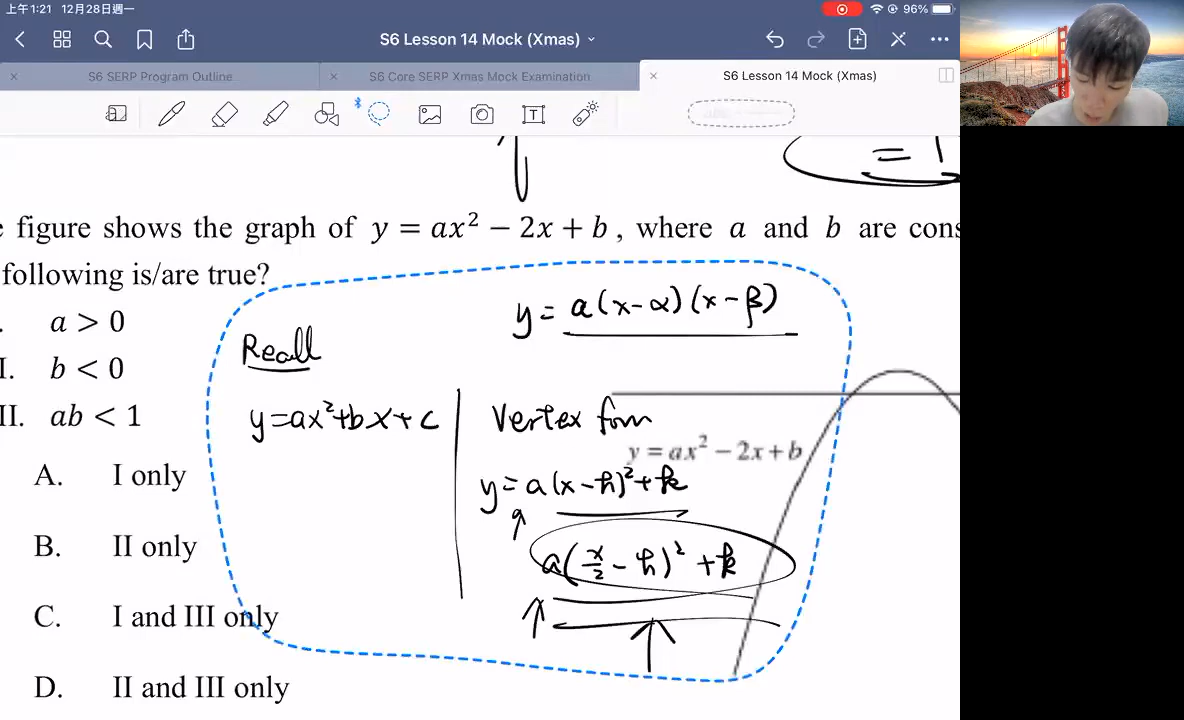 上午1:21 12月28日週一
96%
S6 Lesson 14 Mock (Xmas)
S6 SERP Program Outline
S6 Core SERP Xmas Mock Examination
S6 Lesson 14 Mock (Xmas)
= 1
figure shows the graph of y = ax² − 2x + b, where a and b are cons
following is/are true?
a > 0
I. b < 0
II. ab < 1
A. I only
B. II only
C. I and III only
D. II and III only
y = a(x-α)(x-β)
Recall
y=ax²+bx+c
Vertex form
y = ax² − 2x + b
y = a(x-h)²+k
a(x/2 - h)² + k